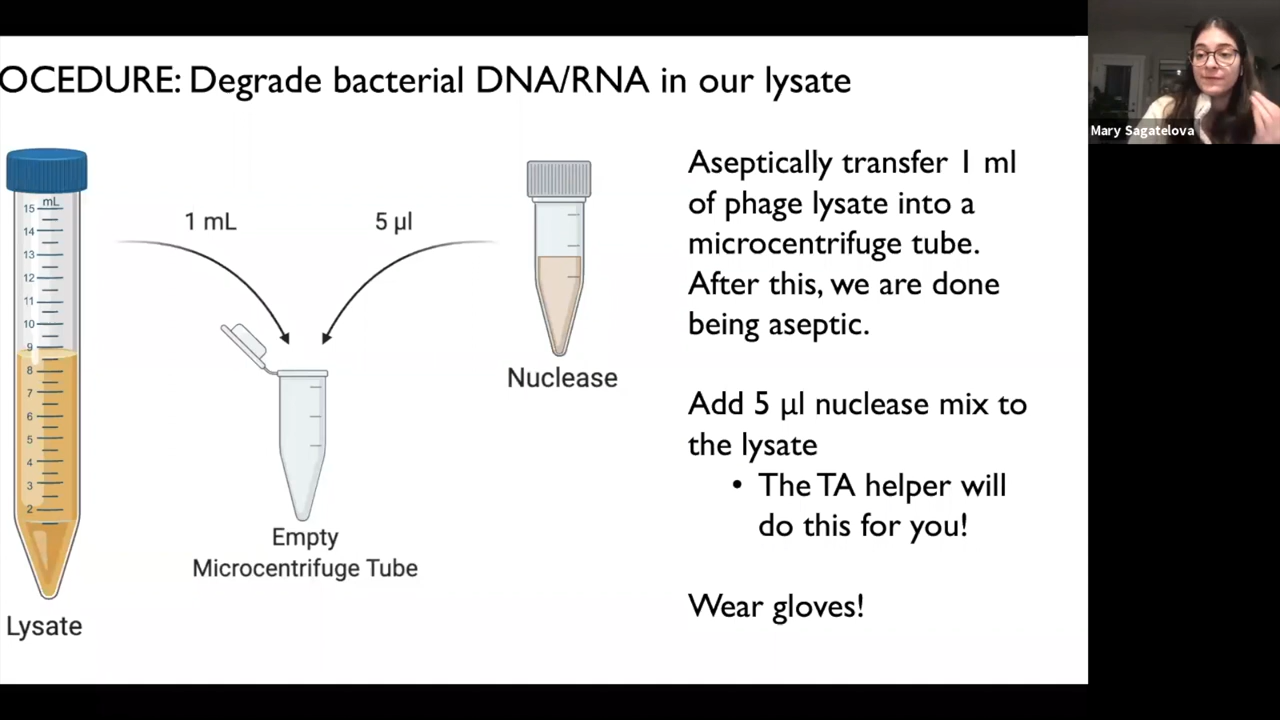 OCEDURE: Degrade bacterial DNA/RNA in our lysate
Mary Sagatelova
mL
15
14
13
12
11
10
9
8
7
6
5
4
3
2
Lysate
1 mL
5 µl
Empty
Microcentrifuge Tube
Nuclease
Aseptically transfer 1 ml
of phage lysate into a
microcentrifuge tube.
After this, we are done
being aseptic.
Add 5 µl nuclease mix to
the lysate
• The TA helper will
do this for you!
Wear gloves!